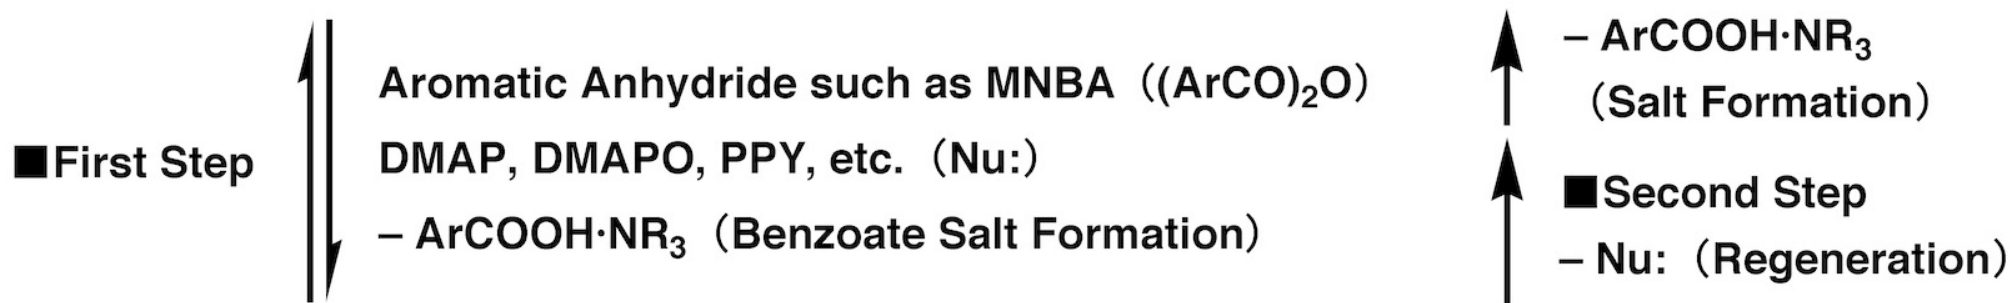 ■First Step
Aromatic Anhydride such as MNBA（(ArCO)₂O）
DMAP, DMAPO, PPY, etc.（Nu:）
– ArCOOH·NR₃（Benzoate Salt Formation）
– ArCOOH·NR₃
（Salt Formation）
■Second Step
– Nu:（Regeneration）